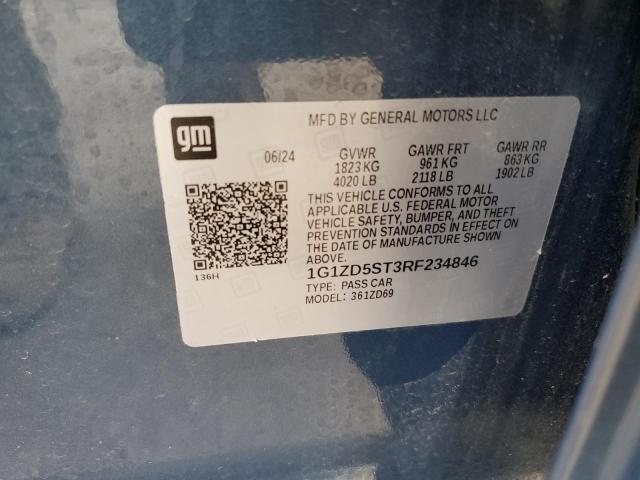 gm
MFD BY GENERAL MOTORS LLC
06/24 GVWR GAWR FRT GAWR RR
1823 KG 961 KG 863 KG
4020 LB 2118 LB 1902 LB
THIS VEHICLE CONFORMS TO ALL
APPLICABLE U.S. FEDERAL MOTOR
VEHICLE SAFETY, BUMPER, AND THEFT
PREVENTION STANDARDS IN EFFECT ON
THE DATE OF MANUFACTURE SHOWN
ABOVE.
136H
1G1ZD5ST3RF234846
TYPE: PASS CAR
MODEL: 361ZD69